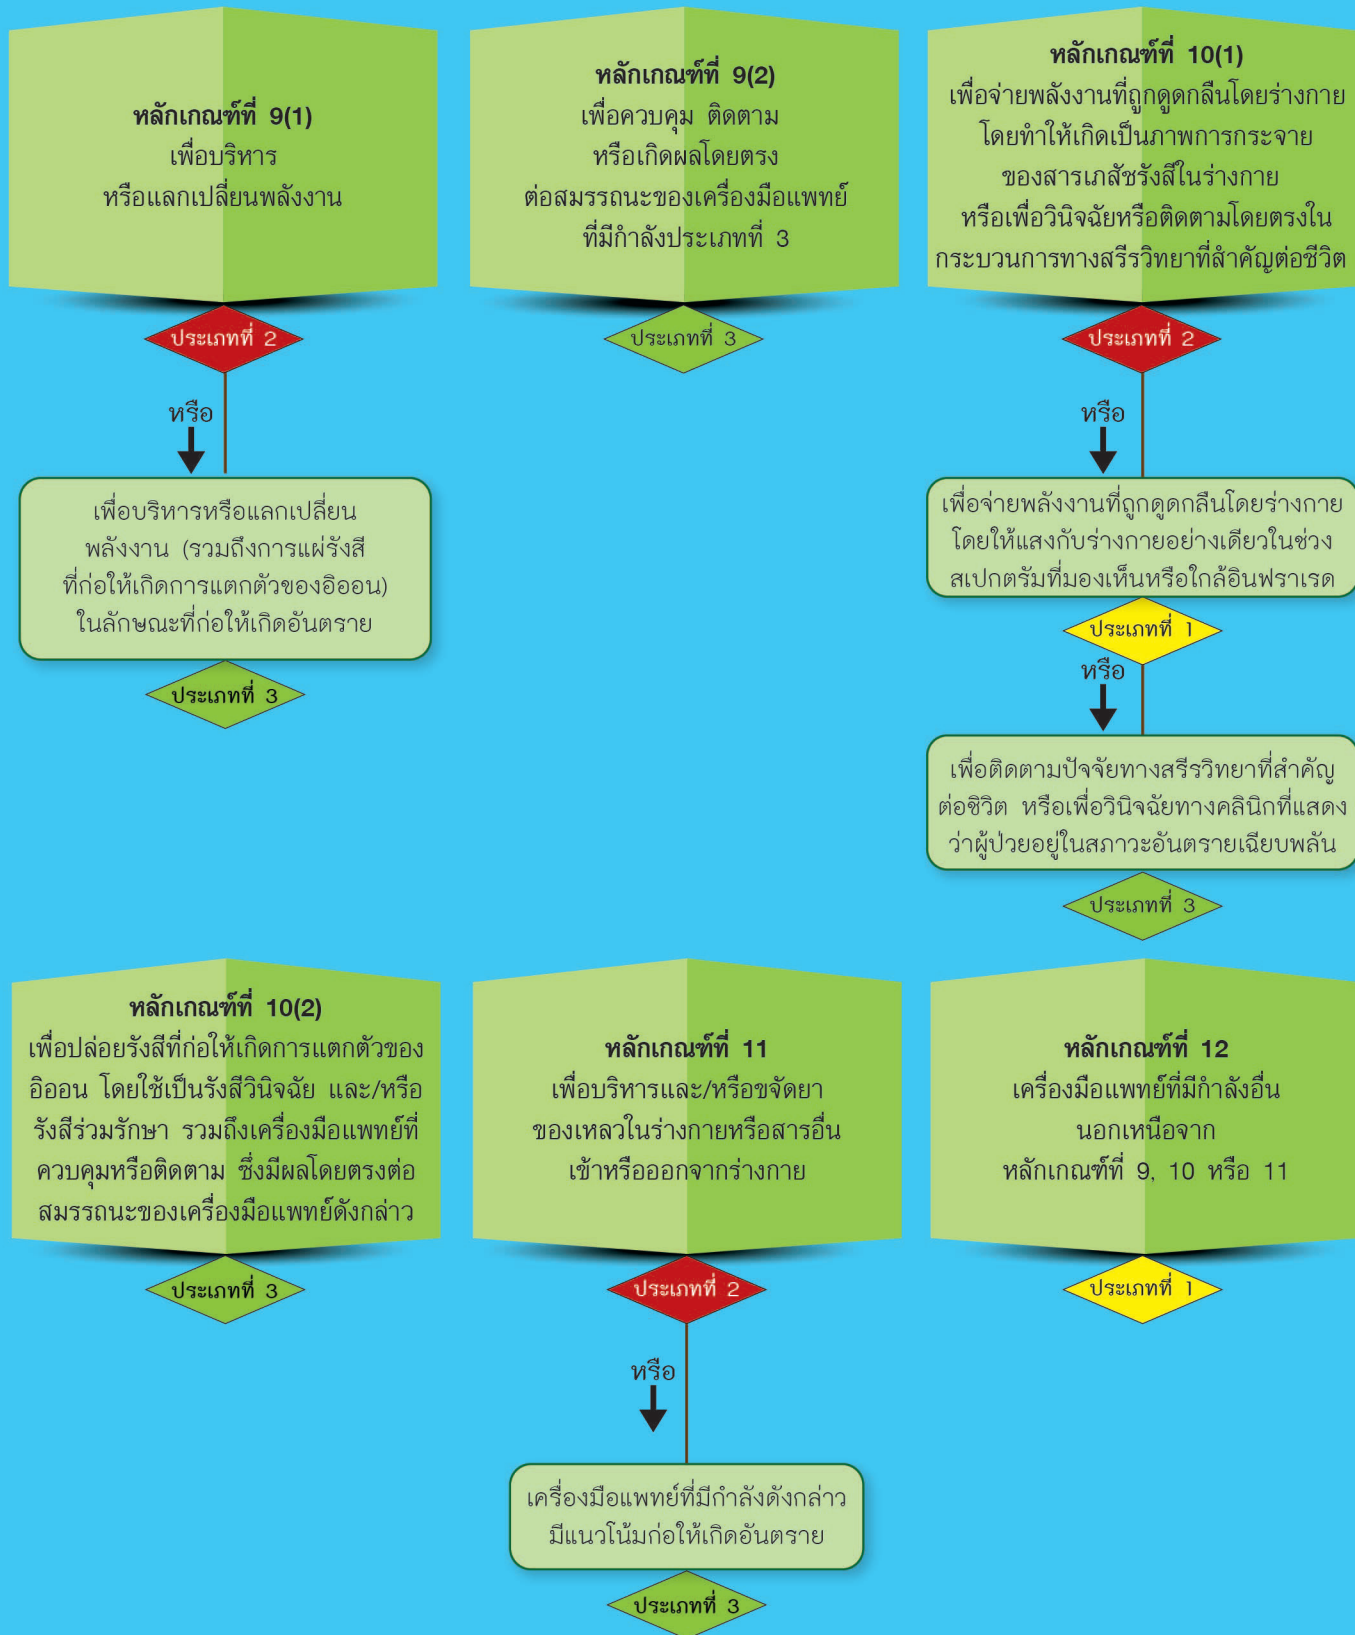 หลักเกณฑ์ที่ 9(1)
เพื่อบริหาร
หรือแลกเปลี่ยนพลังงาน
ประเภทที่ 2
หรือ
เพื่อบริหารหรือแลกเปลี่ยน
พลังงาน (รวมถึงการแผ่รังสี
ที่ก่อให้เกิดการแตกตัวของอิออน)
ในลักษณะที่ก่อให้เกิดอันตราย
ประเภทที่ 3
หลักเกณฑ์ที่ 9(2)
เพื่อควบคุม ติดตาม
หรือเกิดผลโดยตรง
ต่อสมรรถนะของเครื่องมือแพทย์
ที่มีกำลังประเภทที่ 3
ประเภทที่ 3
หลักเกณฑ์ที่ 10(1)
เพื่อจ่ายพลังงานที่ถูกดูดกลืนโดยร่างกาย
โดยทำให้เกิดเป็นภาพการกระจาย
ของสารเภสัชรังสีในร่างกาย
หรือเพื่อวินิจฉัยหรือติดตามโดยตรงใน
กระบวนการทางสรีรวิทยาที่สำคัญต่อชีวิต
ประเภทที่ 2
หรือ
เพื่อจ่ายพลังงานที่ถูกดูดกลืนโดยร่างกาย
โดยให้แสงกับร่างกายอย่างเดียวในช่วง
สเปกตรัมที่มองเห็นหรือใกล้อินฟราเรด
ประเภทที่ 1
หรือ
เพื่อติดตามปัจจัยทางสรีรวิทยาที่สำคัญ
ต่อชีวิต หรือเพื่อวินิจฉัยทางคลินิกที่แสดง
ว่าผู้ป่วยอยู่ในสภาวะอันตรายเฉียบพลัน
ประเภทที่ 3
หลักเกณฑ์ที่ 10(2)
เพื่อปล่อยรังสีที่ก่อให้เกิดการแตกตัวของ
อิออน โดยใช้เป็นรังสีวินิจฉัย และ/หรือ
รังสีร่วมรักษา รวมถึงเครื่องมือแพทย์ที่
ควบคุมหรือติดตาม ซึ่งมีผลโดยตรงต่อ
สมรรถนะของเครื่องมือแพทย์ดังกล่าว
ประเภทที่ 3
หลักเกณฑ์ที่ 11
เพื่อบริหารและ/หรือขจัดยา
ของเหลวในร่างกายหรือสารอื่น
เข้าหรือออกจากร่างกาย
ประเภทที่ 2
หรือ
เครื่องมือแพทย์ที่มีกำลังดังกล่าว
มีแนวโน้มก่อให้เกิดอันตราย
ประเภทที่ 3
หลักเกณฑ์ที่ 12
เครื่องมือแพทย์ที่มีกำลังอื่น
นอกเหนือจาก
หลักเกณฑ์ที่ 9, 10 หรือ 11
ประเภทที่ 1